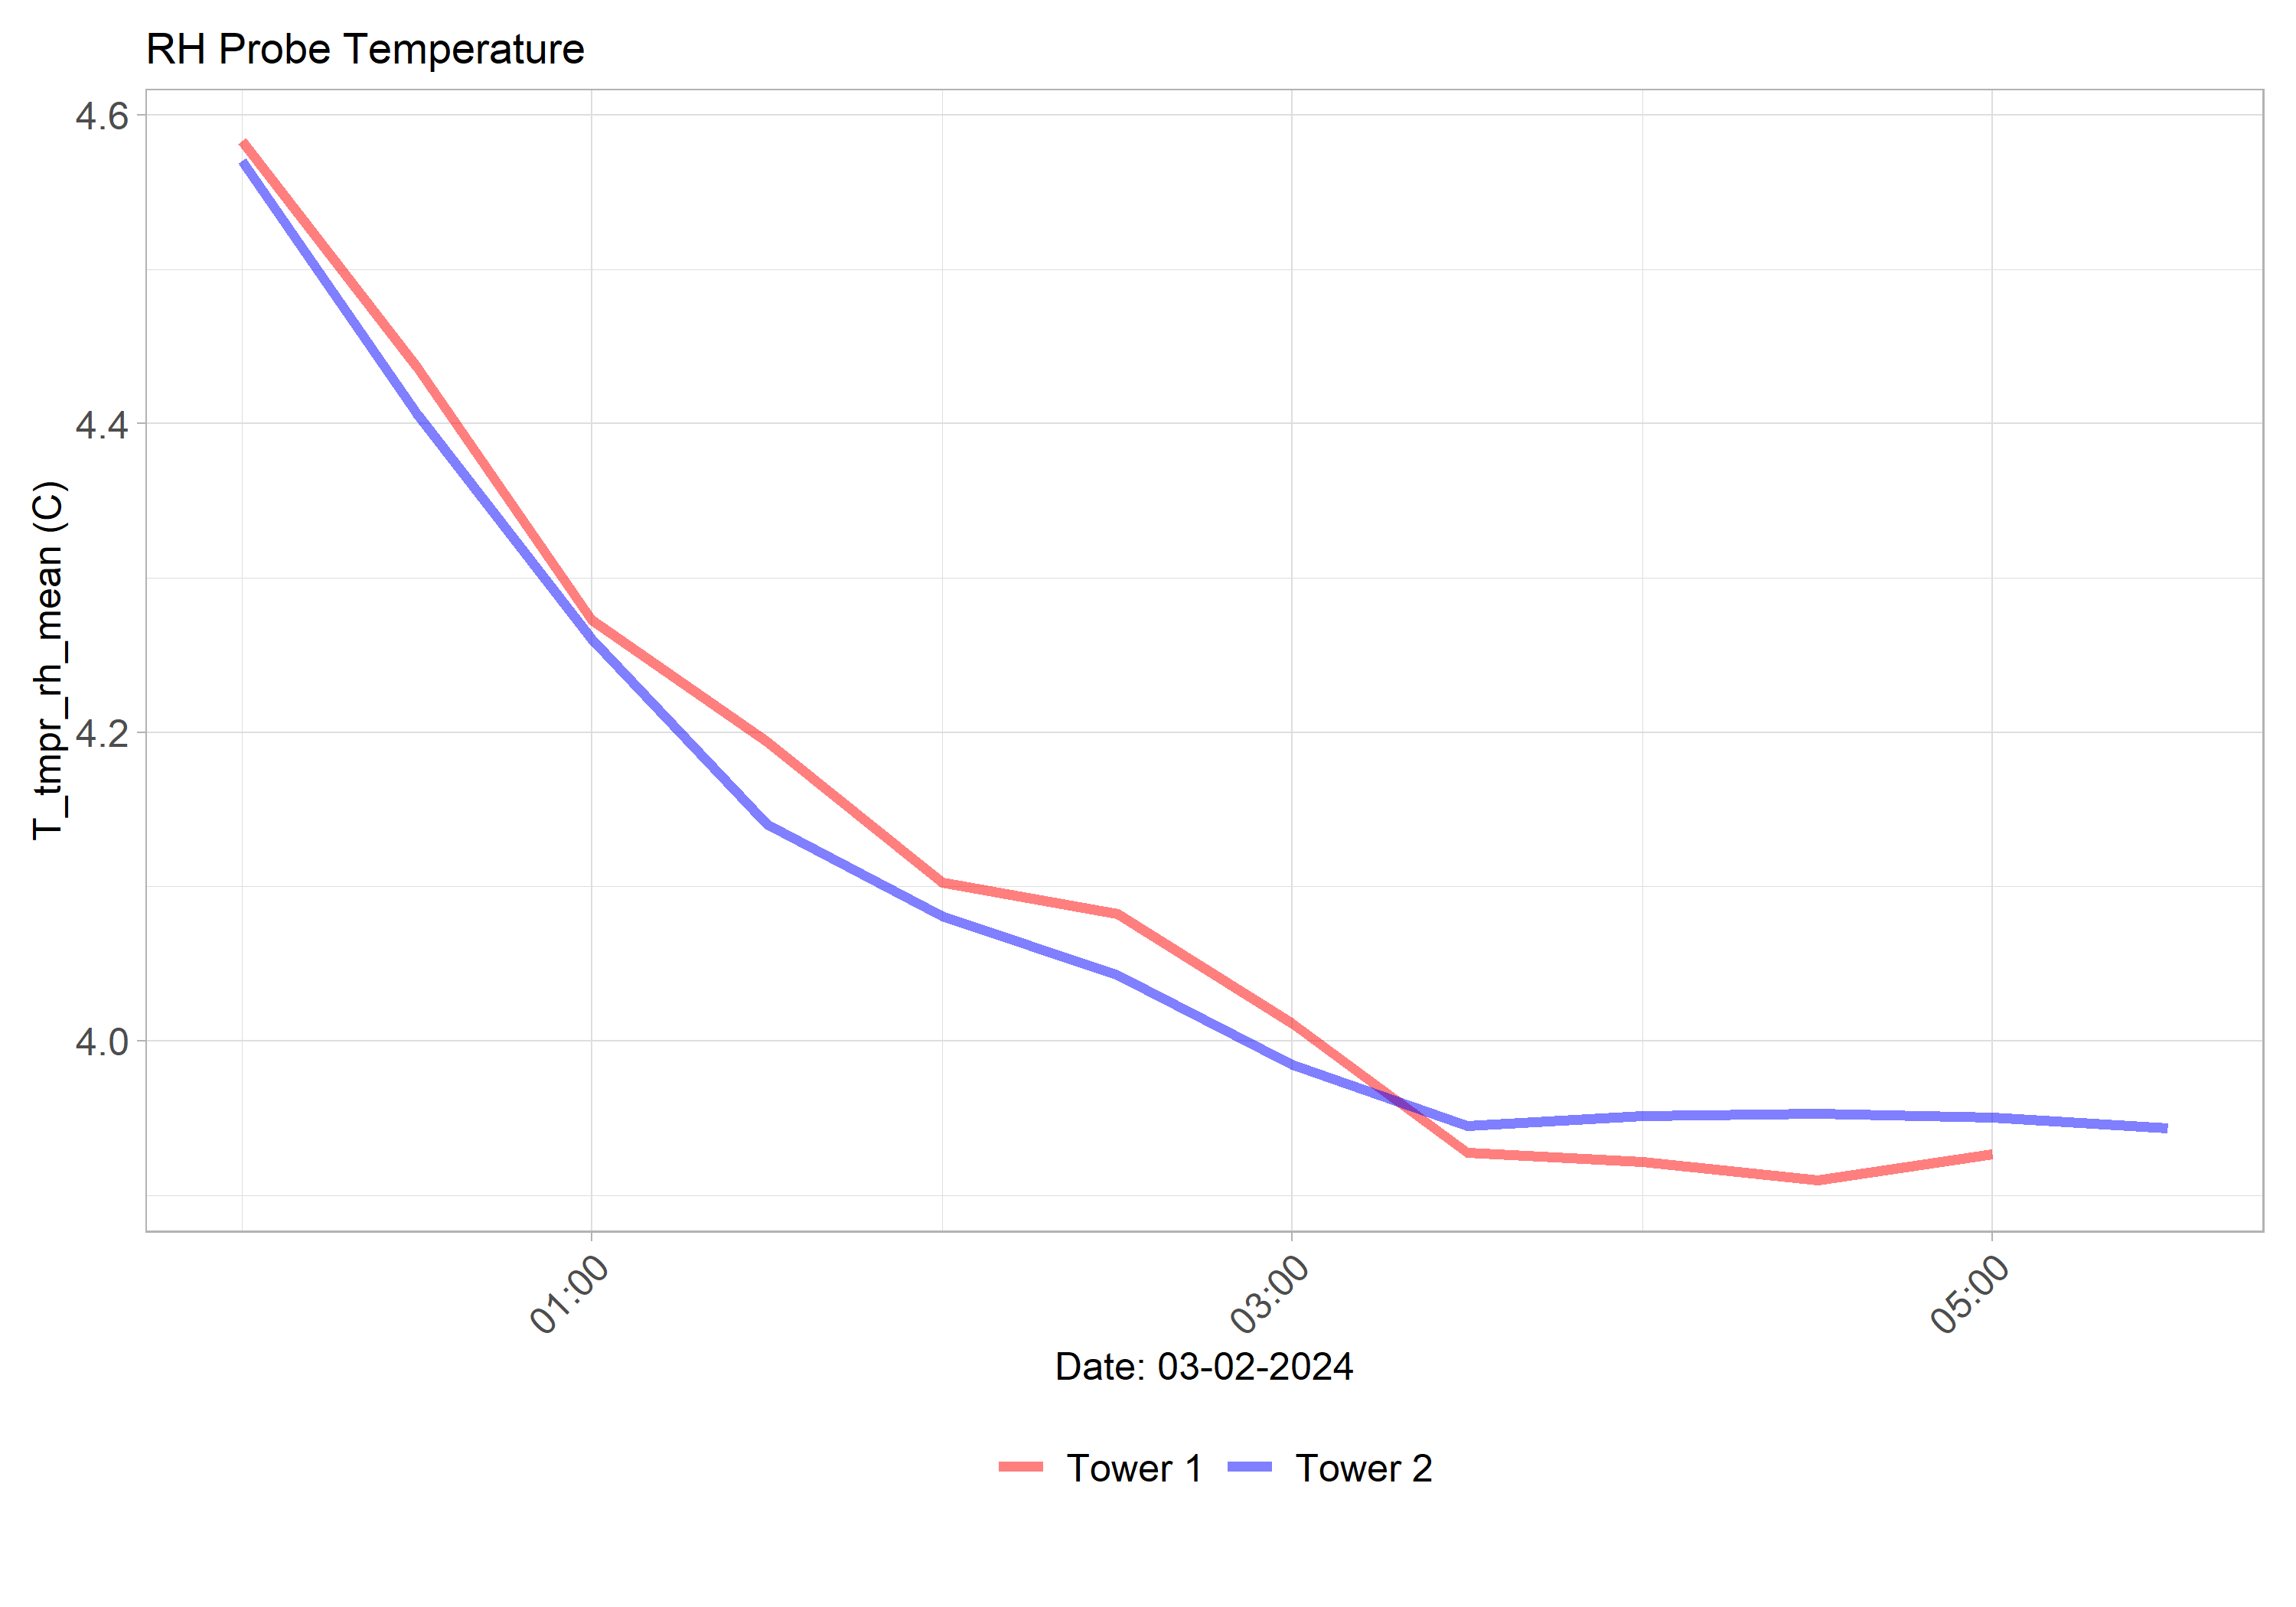 RH Probe Temperature
T_tmpr_rh_mean (C)
4.6
4.4
4.2
4.0
01:00
03:00
05:00
Date: 03-02-2024
Tower 1
Tower 2